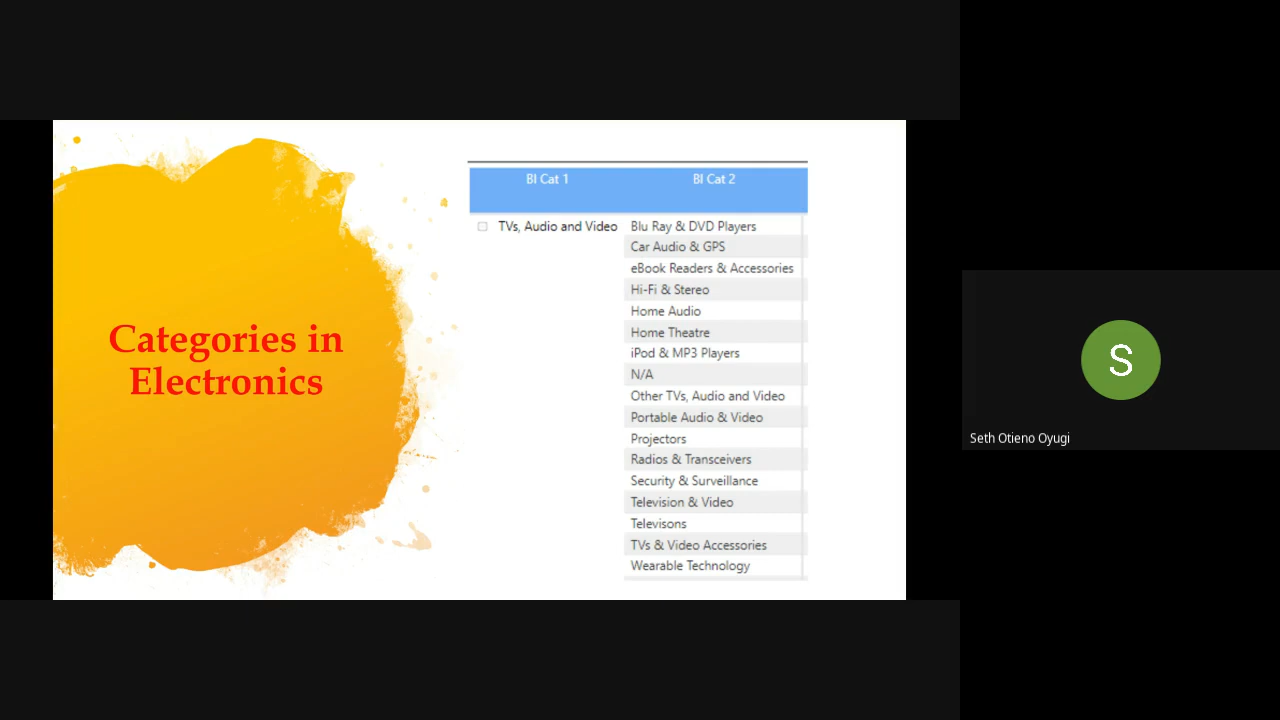 Categories in
Electronics
BI Cat 1 BI Cat 2
TVs, Audio and Video Blu Ray & DVD Players
Car Audio & GPS
eBook Readers & Accessories
Hi-Fi & Stereo
Home Audio
Home Theatre
iPod & MP3 Players
N/A
Other TVs, Audio and Video
Portable Audio & Video
Projectors
Radios & Transceivers
Security & Surveillance
Television & Video
Televisons
TVs & Video Accessories
Wearable Technology
S
Seth Otieno Oyugi